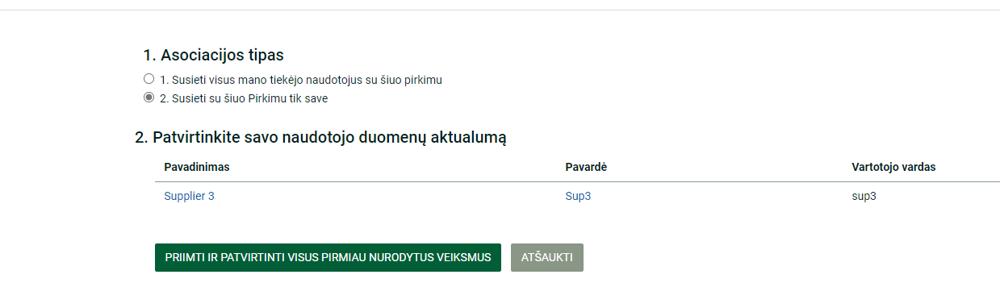 1. Asociacijos tipas
1. Susieti visus mano tiekėjo naudotojus su šiuo pirkimu
2. Susieti su šiuo Pirkimu tik save
2. Patvirtinkite savo naudotojo duomenų aktualumą
Pavadinimas Pavardė Vartotojo vardas
Supplier 3 Sup3 sup3
PRIIMTI IR PATVIRTINTI VISUS PIRMIAU NURODYTUS VEIKSMUS ATŠAUKTI